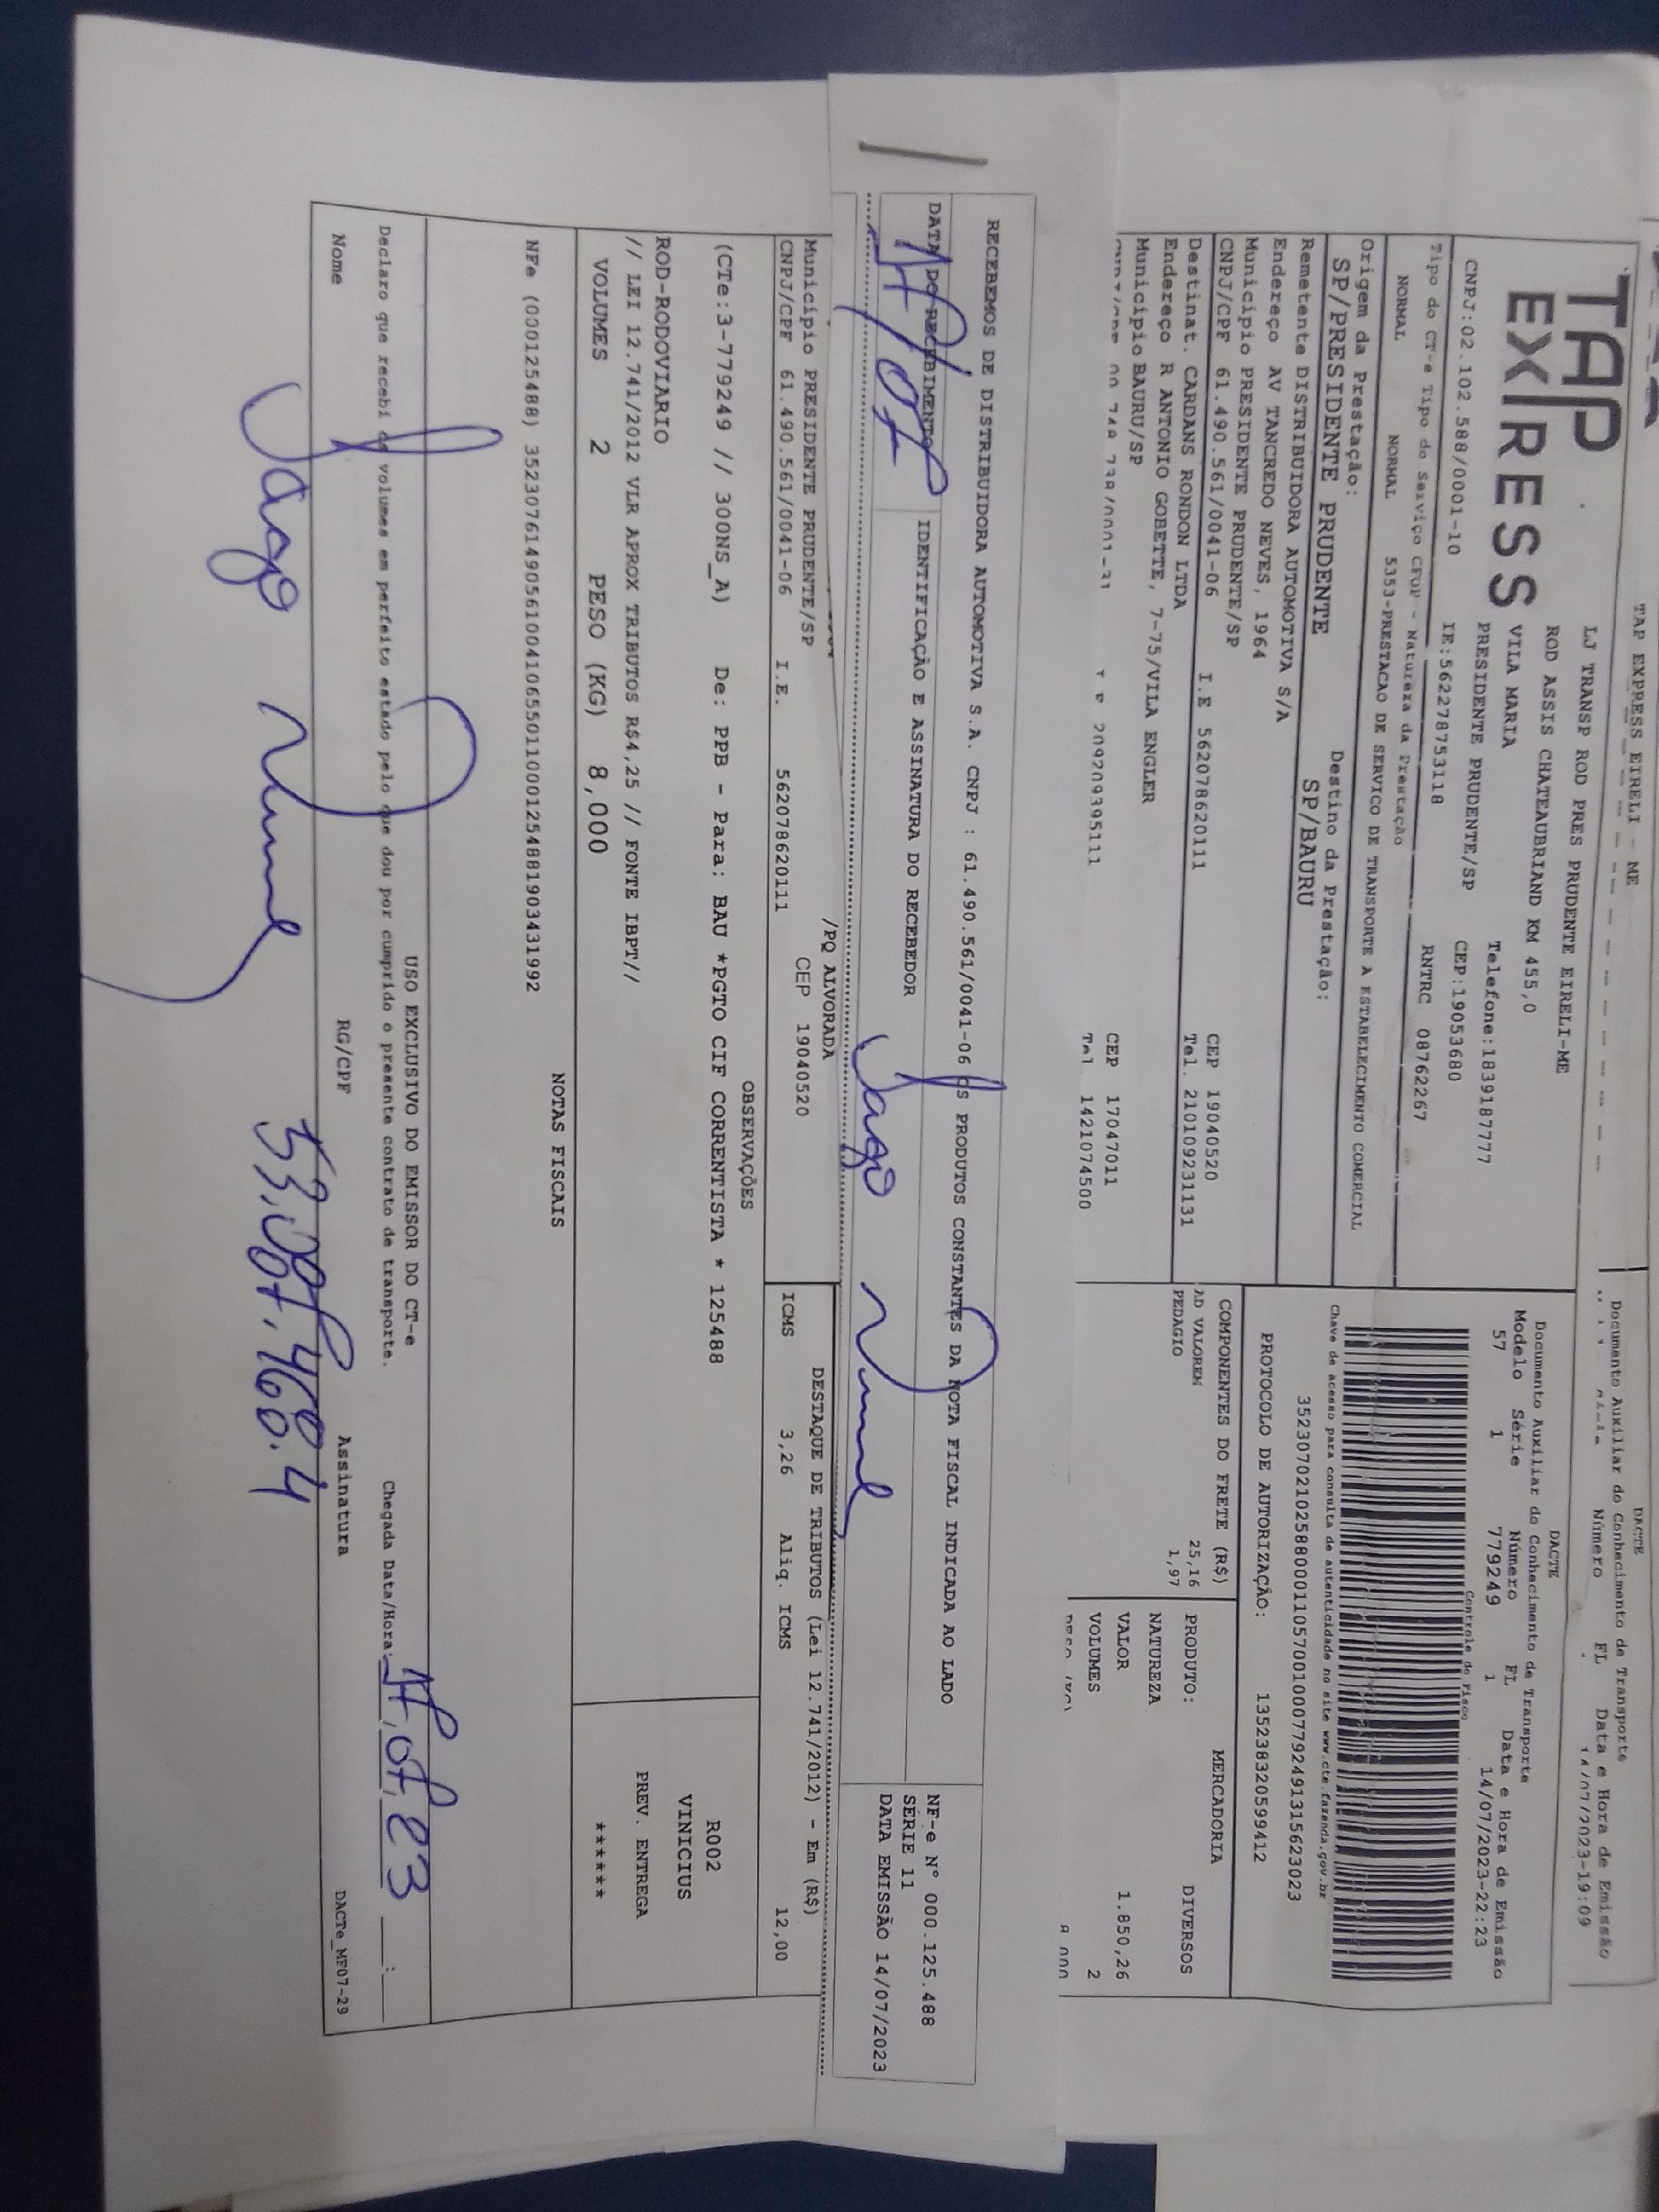 TAP EXPRESS EIRELI - ME
DACTE
Documento Auxiliar do Conhecimento de Transporte
Número FL Data e Hora de Emissão
14/07/2023-19:09
TAP
EXPRESS
LJ TRANSP ROD PRES PRUDENTE EIRELI-ME
ROD ASSIS CHATEAUBRIAND KM 455,0
VILA MARIA
PRESIDENTE PRUDENTE/SP
Telefone:1839187777
CNPJ:02.102.588/0001-10
IE:562278753118
CEP:19053680
RNTRC 08762267
DACTE
Documento Auxiliar do Conhecimento de Transporte
Modelo Série Número FL Data e Hora de Emissão
57 1 779249 1 14/07/2023-22:23
Controle do Fisco
Tipo do CT-e Tipo do Serviço CFOP - Natureza da Prestação
NORMAL NORMAL 5353-PRESTACAO DE SERVICO DE TRANSPORTE A ESTABELECIMENTO COMERCIAL
Chave de acesso para consulta de autenticidade no site www.cte.fazenda.gov.br
35230702102588000110570010007792491315623023
Origem da Prestação:
SP/PRESIDENTE PRUDENTE
Destino da Prestação:
SP/BAURU
PROTOCOLO DE AUTORIZAÇÃO: 135238320599412
Remetente DISTRIBUIDORA AUTOMOTIVA S/A
Endereço AV TANCREDO NEVES, 1964
Município PRESIDENTE PRUDENTE/SP CEP 19040520
CNPJ/CPF 61.490.561/0041-06 I.E 562078620111 Tel. 210109231131
Destinat. CARDANS RONDON LTDA
Endereço R ANTONIO GOBETTE, 7-75/VILA ENGLER
Município BAURU/SP CEP 17047011
209209395111 Tel 1421074500
COMPONENTES DO FRETE (R$)
AD VALOREM 25,16
PEDAGIO 1,97
MERCADORIA
PRODUTO: DIVERSOS
NATUREZA
VALOR 1.850,26
VOLUMES 2
RECEBEMOS DE DISTRIBUIDORA AUTOMOTIVA S.A. CNPJ : 61.490.561/0041-06 OS PRODUTOS CONSTANTES DA NOTA FISCAL INDICADA AO LADO
DATA DO RECEBIMENTO
IDENTIFICAÇÃO E ASSINATURA DO RECEBEDOR
NF-e N° 000.125.488
SÉRIE 11
DATA EMISSÃO 14/07/2023
/PQ ALVORADA
Município PRESIDENTE PRUDENTE/SP CEP 19040520
CNPJ/CPF 61.490.561/0041-06 I.E. 562078620111
DESTAQUE DE TRIBUTOS (Lei 12.741/2012) - Em (R$)
ICMS 3,26 Aliq. ICMS 12,00
OBSERVAÇÕES
(CTe:3-779249 // 300NS_A) De: PPB - Para: BAU *PGTO CIF CORRENTISTA * 125488
R002
VINICIUS
ROD-RODOVIARIO
// LEI 12.741/2012 VLR APROX TRIBUTOS R$4,25 // FONTE IBPT//
PREV. ENTREGA
******
VOLUMES 2 PESO (KG) 8,000
NOTAS FISCAIS
NFe (000125488) 35230761490561004106550110001254881903431992
USO EXCLUSIVO DO EMISSOR DO CT-e
Declaro que recebi os volumes em perfeito estado pelo que dou por cumprido o presente contrato de transporte. Chegada Data/Hora:
Nome RG/CPF Assinatura
DACTe_MF07-29